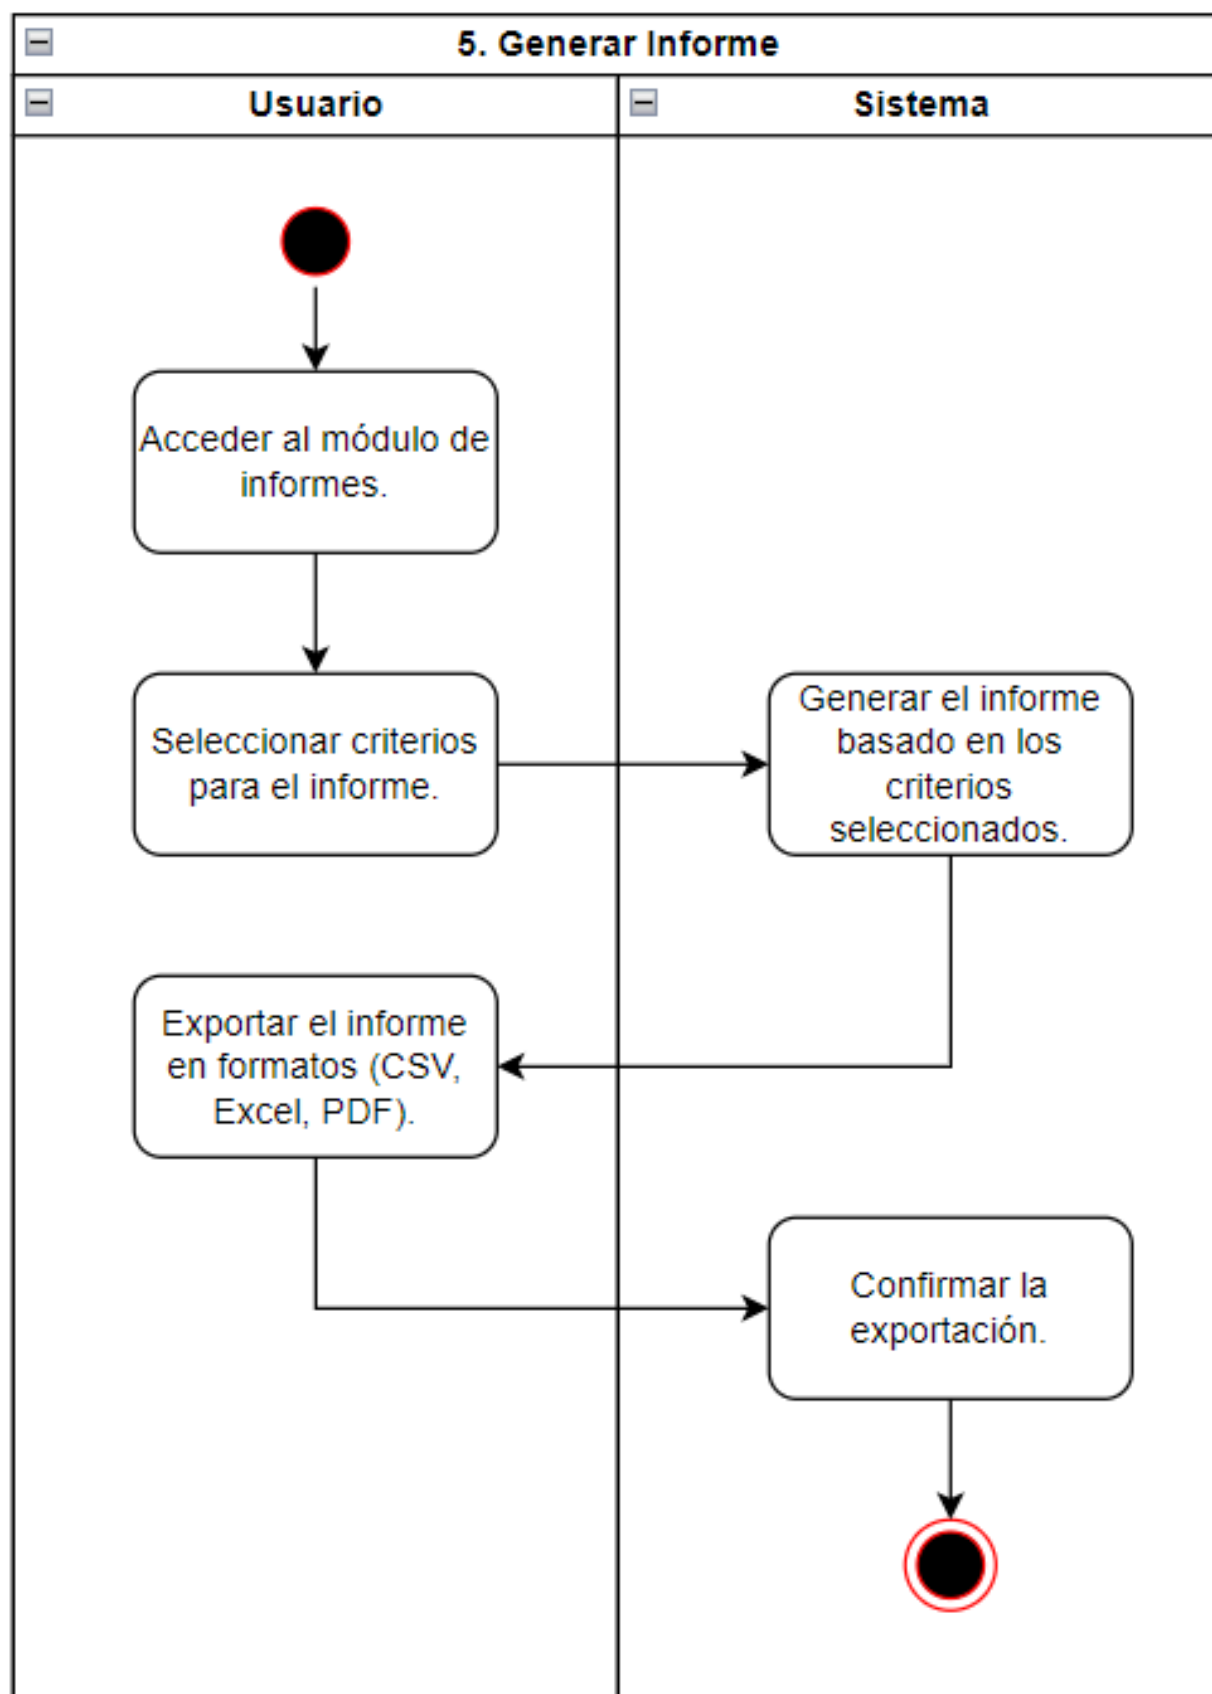 5. Generar Informe
Usuario
Sistema
Acceder al módulo de
informes.
Seleccionar criterios
para el informe.
Generar el informe
basado en los
criterios
seleccionados.
Exportar el informe
en formatos (CSV,
Excel, PDF).
Confirmar la
exportación.